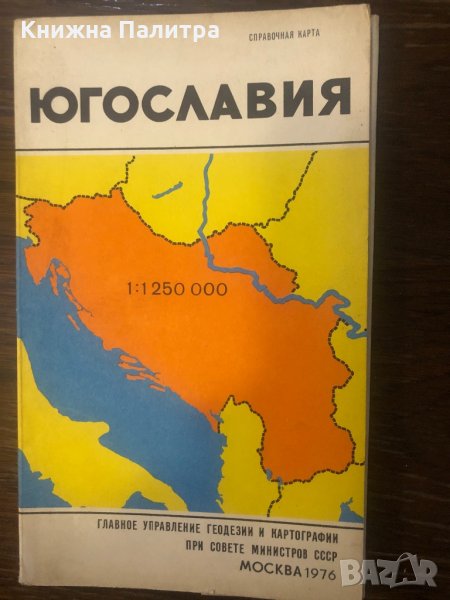 Книжна Палитра
СПРАВОЧНАЯ КАРТА
ЮГОСЛАВИЯ
1:1 250 000
ГЛАВНОЕ УПРАВЛЕНИЕ ГЕОДЕЗИИ И КАРТОГРАФИИ
ПРИ СОВЕТЕ МИНИСТРОВ СССР
МОСКВА 1976
BAZAR